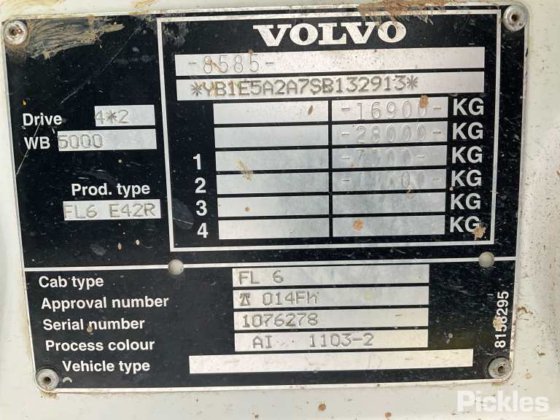 VOLVO
-8585-
*YB1E5A2A7SB132913*
-16900- KG
Drive 4*2
-28000- KG
WB 5000
1 KG
2 KG
Prod. type
3 KG
FL6 E42R
4 KG
Cab type FL 6
Approval number 014FH
Serial number 1076278
Process colour AI 1103-2
Vehicle type
8158295
Pickles